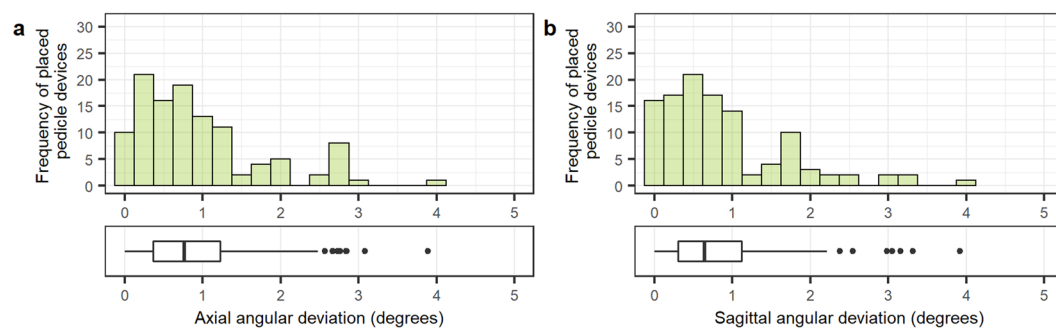 a
Frequency of placed
pedicle devices
30
25
20
15
10
5
0
0 1 2 3 4 5
0 1 2 3 4 5
Axial angular deviation (degrees)
b
Frequency of placed
pedicle devices
30
25
20
15
10
5
0
0 1 2 3 4 5
0 1 2 3 4 5
Sagittal angular deviation (degrees)